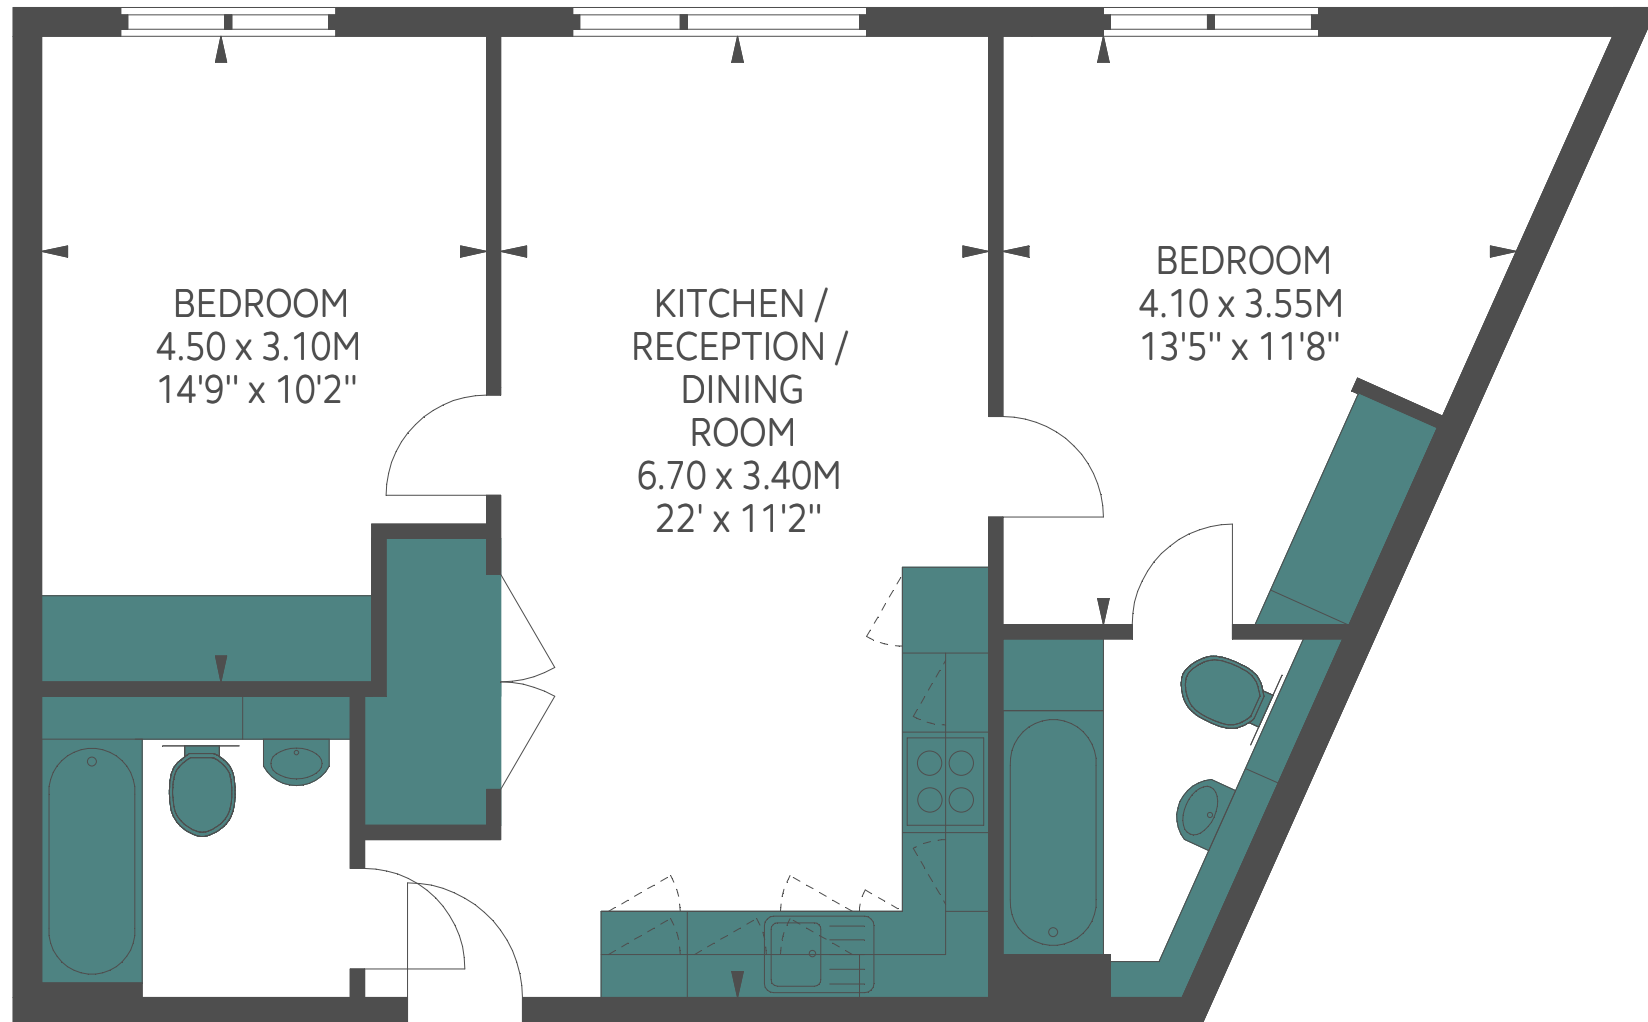 BEDROOM
4.50 x 3.10M
14'9" x 10'2"
KITCHEN /
RECEPTION /
DINING
ROOM
6.70 x 3.40M
22' x 11'2"
BEDROOM
4.10 x 3.55M
13'5" x 11'8"